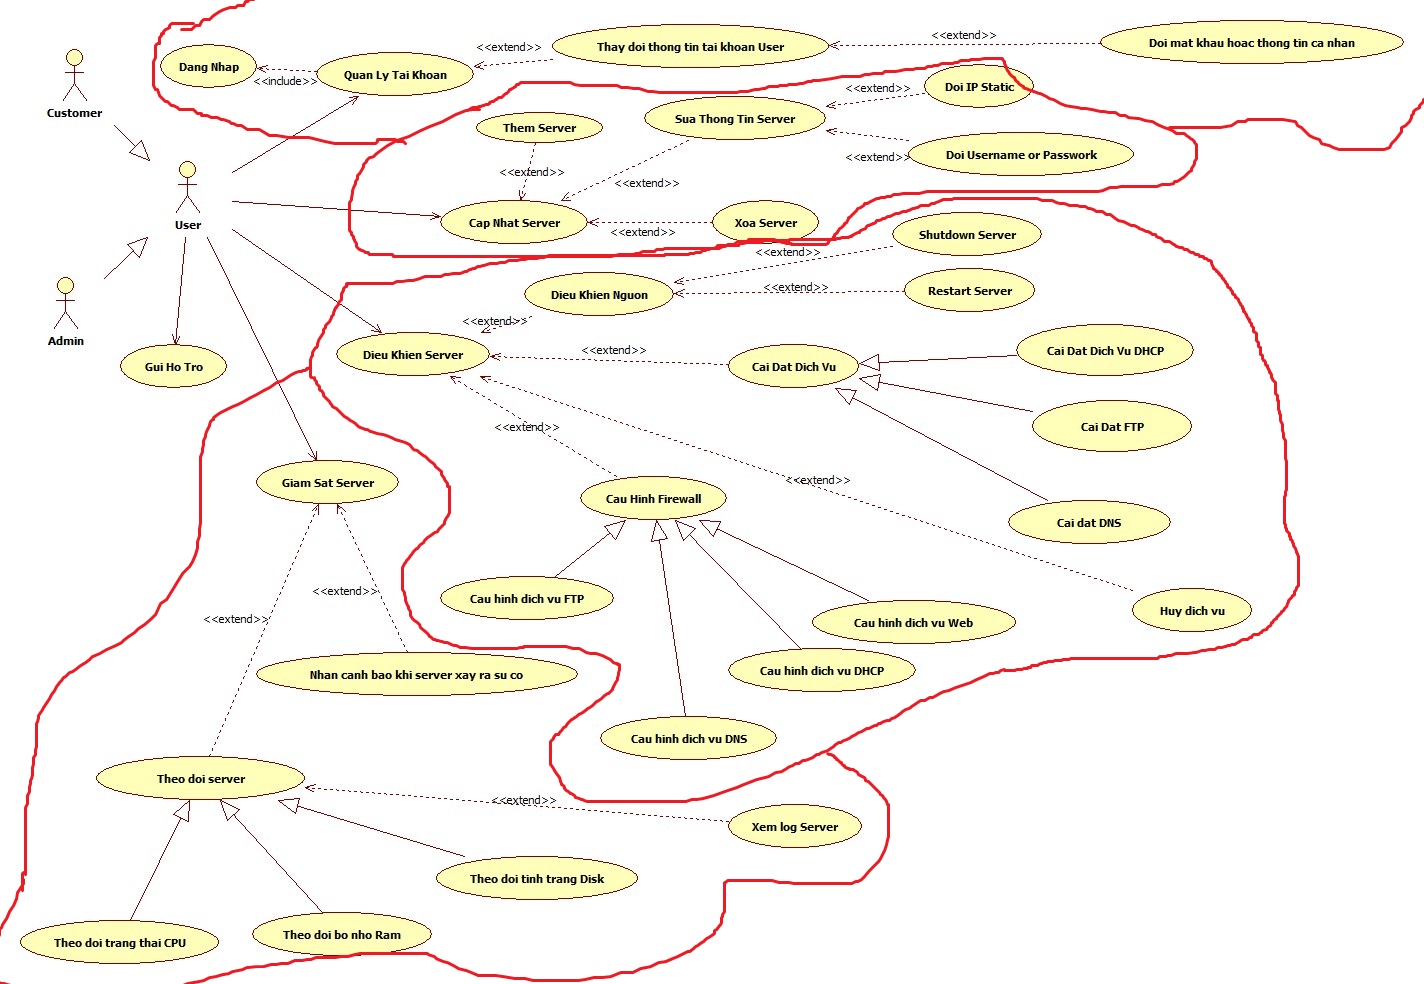 <<extend>>
Thay doi thong tin tai khoan User
<<extend>>
Doi mat khau hoac thong tin ca nhan
Dang Nhap
Quan Ly Tai Khoan
<<include>>
Customer
<<extend>>
Doi IP Static
Them Server
Sua Thong Tin Server
<<extend>>
Doi Username or Passwork
<<extend>>
<<extend>>
User
Cap Nhat Server
Xoa Server
<<extend>>
Shutdown Server
<<extend>>
Dieu Khien Nguon
<<extend>>
Restart Server
<<extend>>
Admin
Dieu Khien Server
<<extend>>
Cai Dat Dich Vu DHCP
Gui Ho Tro
Cai Dat Dich Vu
<<extend>>
Cai Dat FTP
Giam Sat Server
<<extend>>
Cau Hinh Firewall
Cai dat DNS
<<extend>>
Cau hinh dich vu FTP
Huy dich vu
<<extend>>
Cau hinh dich vu Web
Nhan canh bao khi server xay ra su co
Cau hinh dich vu DHCP
Cau hinh dich vu DNS
Theo doi server
<<extend>>
Xem log Server
Theo doi tinh trang Disk
Theo doi trang thai CPU
Theo doi bo nho Ram